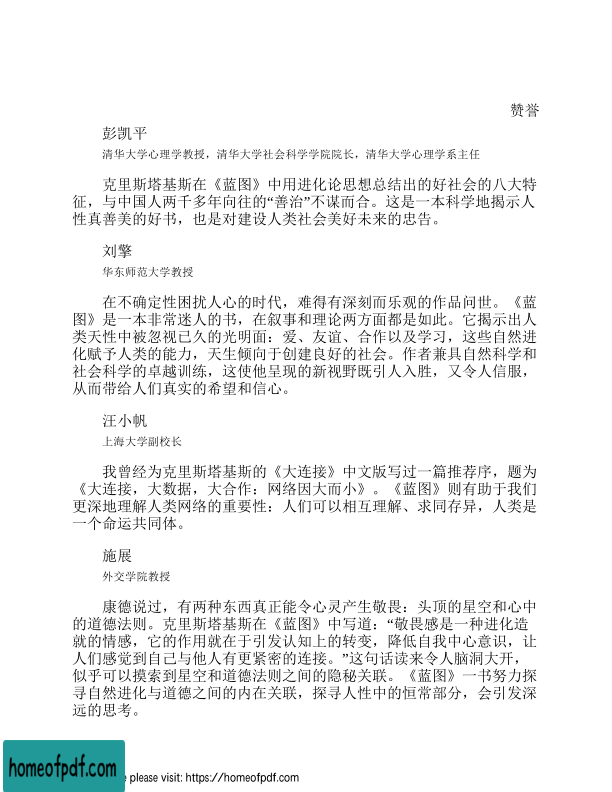 赞誉
彭凯平
清华大学心理学教授，清华大学社会科学学院院长，清华大学心理学系主任
克里斯塔基斯在《蓝图》中用进化论思想总结出的好社会的八大特
征，与中国人两千多年向往的“善治”不谋而合。这是一本科学地揭示人
性真善美的好书，也是对建设人类社会美好未来的忠告。
刘擎
华东师范大学教授
在不确定性困扰人心的时代，难得有深刻而乐观的作品问世。《蓝
图》是一本非常迷人的书，在叙事和理论两方面都是如此。它揭示出人
类天性中被忽视已久的光明面：爱、友谊、合作以及学习，这些自然进
化赋予人类的能力，天生倾向于创建良好的社会。作者兼具自然科学和
社会科学的卓越训练，这使他呈现的新视野既引人入胜，又令人信服，
从而带给人们真实的希望和信心。
汪小帆
上海大学副校长
我曾经为克里斯塔基斯的《大连接》中文版写过一篇推荐序，题为
《大连接，大数据，大合作：网络因大而小》。《蓝图》则有助于我们
更深地理解人类网络的重要性：人们可以相互理解、求同存异，人类是
一个命运共同体。
施展
外交学院教授
康德说过，有两种东西真正能令心灵产生敬畏：头顶的星空和心中
的道德法则。克里斯塔基斯在《蓝图》中写道：“敬畏感是一种进化造
就的情感，它的作用就在于引发认知上的转变，降低自我中心意识，让
人们感觉到自己与他人有更紧密的连接。”这句话读来令人脑洞大开，
似乎可以摸索到星空和道德法则之间的隐秘关联。《蓝图》一书努力探
寻自然进化与道德之间的内在关联，探寻人性中的恒常部分，会引发深
远的思考。
homeofpdf.com
please visit: https://homeofpdf.com